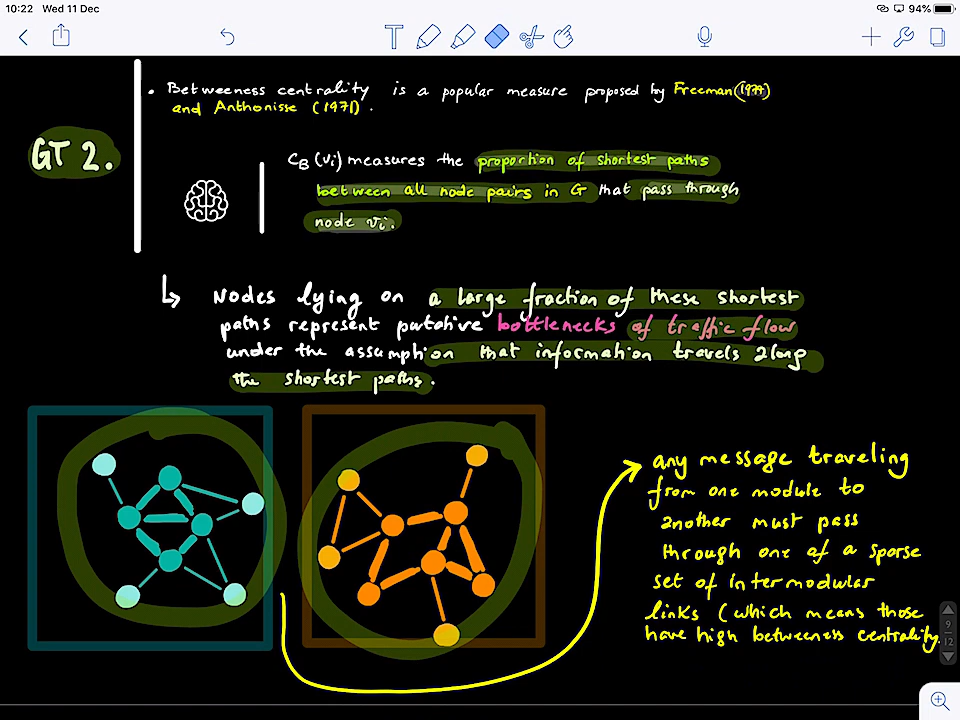 10:22 Wed 11 Dec
94%
T
• Betweeness centrality is a popular measure proposed by Freeman (1977)
and Anthonisse (1971).
GT 2.
CB (vi) measures the proportion of shortest paths
between all node pairs in G that pass through
node vi.
↳ Nodes lying on a large fraction of these shortest
paths represent putative bottlenecks of traffic flow
under the assumption that information travels along
the shortest paths.
any message traveling
from one module to
another must pass
through one of a sparse
set of intermodular
links (which means those
have high betweeness centrality.
9
12